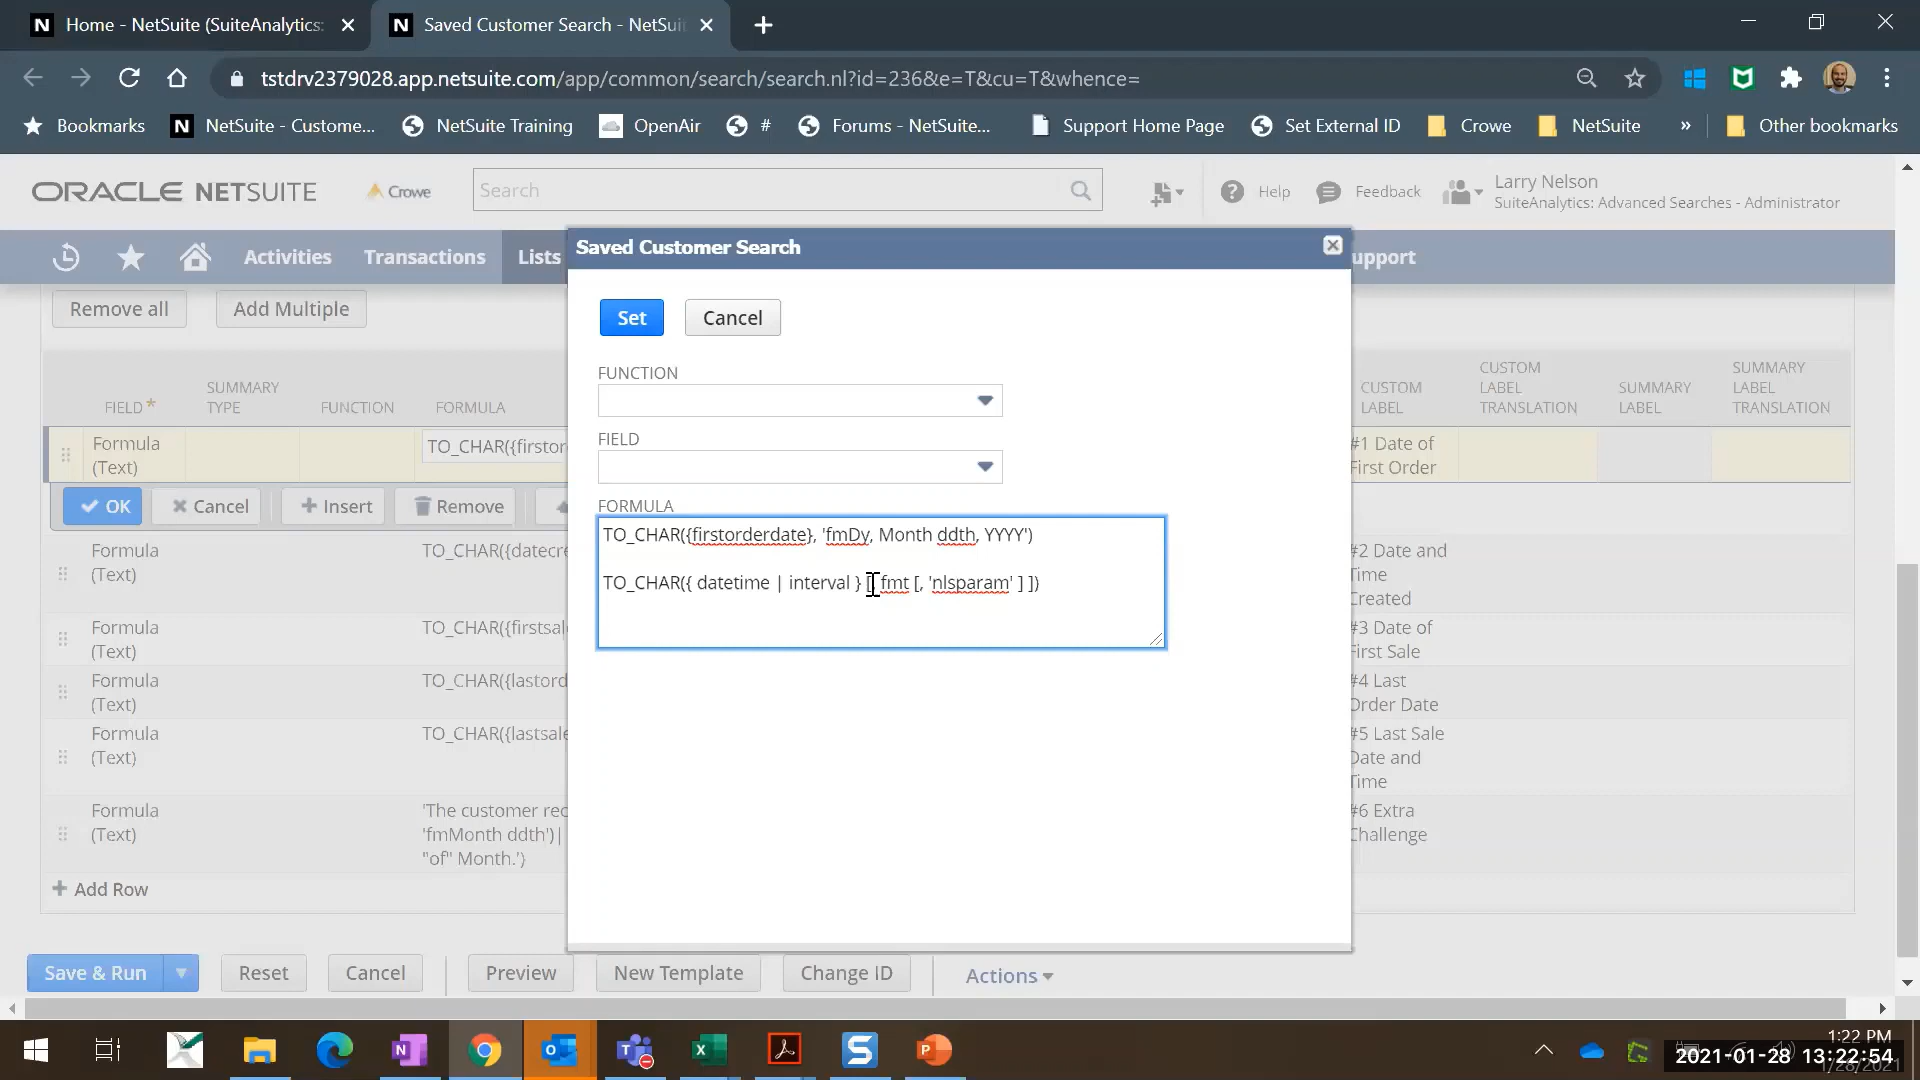 Home - NetSuite (SuiteAnalytics:
Saved Customer Search - NetSui
tstdrv2379028.app.netsuite.com/app/common/search/search.nl?id=236&e=T&cu=T&whence=
Bookmarks
NetSuite - Custome...
NetSuite Training
OpenAir
#
Forums - NetSuite...
Support Home Page
Set External ID
Crowe
NetSuite
»
Other bookmarks
ORACLE NETSUITE
Crowe
Search
Help
Feedback
Larry Nelson
SuiteAnalytics: Advanced Searches - Administrator
Activities
Transactions
Lists
upport
Saved Customer Search
Remove all
Add Multiple
Set
Cancel
FUNCTION
FIELD
FORMULA
TO_CHAR({firstorderdate}, 'fmDy, Month ddth, YYYY')
TO_CHAR({ datetime | interval } [, fmt [, 'nlsparam' ] ])
FIELD *
SUMMARY
TYPE
FUNCTION
FORMULA
CUSTOM
LABEL
CUSTOM
LABEL
TRANSLATION
SUMMARY
LABEL
SUMMARY
LABEL
TRANSLATION
Formula
(Text)
TO_CHAR({firstor
#1 Date of
First Order
OK
Cancel
Insert
Remove
Formula
(Text)
TO_CHAR({datecre
#2 Date and
Time
Created
Formula
(Text)
TO_CHAR({firstsal
#3 Date of
First Sale
Formula
(Text)
TO_CHAR({lastord
#4 Last
Order Date
Formula
(Text)
TO_CHAR({lastsale
#5 Last Sale
Date and
Time
Formula
(Text)
'The customer rec
'fmMonth ddth')|
"of" Month.')
#6 Extra
Challenge
Add Row
Save & Run
Reset
Cancel
Preview
New Template
Change ID
Actions
1:22 PM
2021-01-28 13:22:54